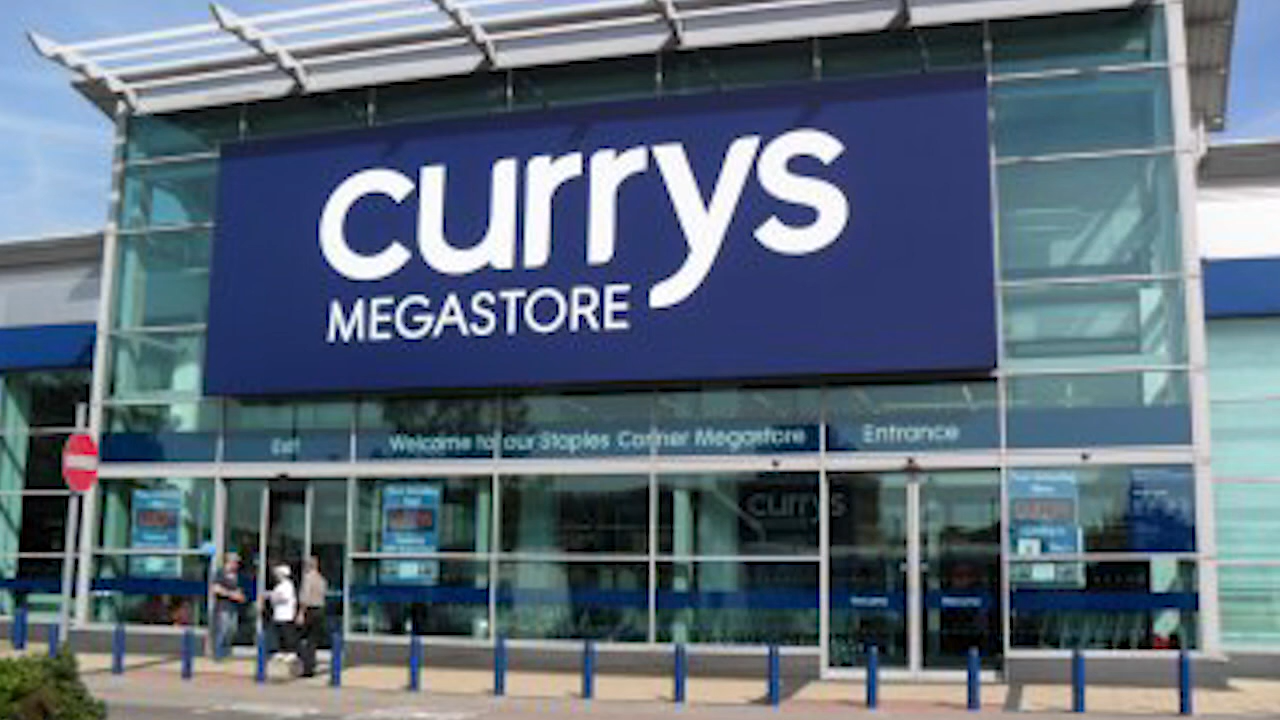 currys
MEGASTORE
Exit
Welcome to our Staples Corner Megastore
Entrance
currys